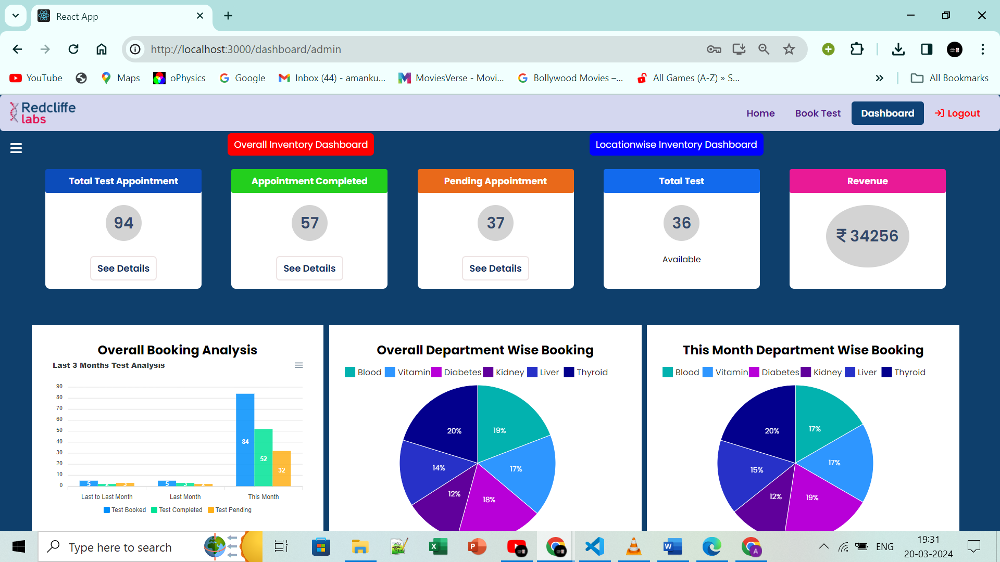 React App
http://localhost:3000/dashboard/admin
YouTube
Maps
oPhysics
Google
Inbox (44) - amanku...
MoviesVerse - Movi...
Bollywood Movies –...
All Games (A-Z) » S...
»
All Bookmarks
Redcliffe
labs
Home
Book Test
Dashboard
Logout
Overall Inventory Dashboard
Locationwise Inventory Dashboard
Total Test Appointment
94
See Details
Appointment Completed
57
See Details
Pending Appointment
37
See Details
Total Test
36
Available
Revenue
₹ 34256
Overall Booking Analysis
Last 3 Months Test Analysis
90
80
70
60
50
40
30
20
10
0
5 2 3
5 3 2
84
52
32
Last to Last Month
Last Month
This Month
Test Booked
Test Completed
Test Pending
Overall Department Wise Booking
Blood Vitamin Diabetes Kidney Liver Thyroid
20%
19%
14%
17%
12%
18%
This Month Department Wise Booking
Blood Vitamin Diabetes Kidney Liver Thyroid
20%
17%
15%
17%
12%
19%
Type here to search
ENG
19:31
20-03-2024